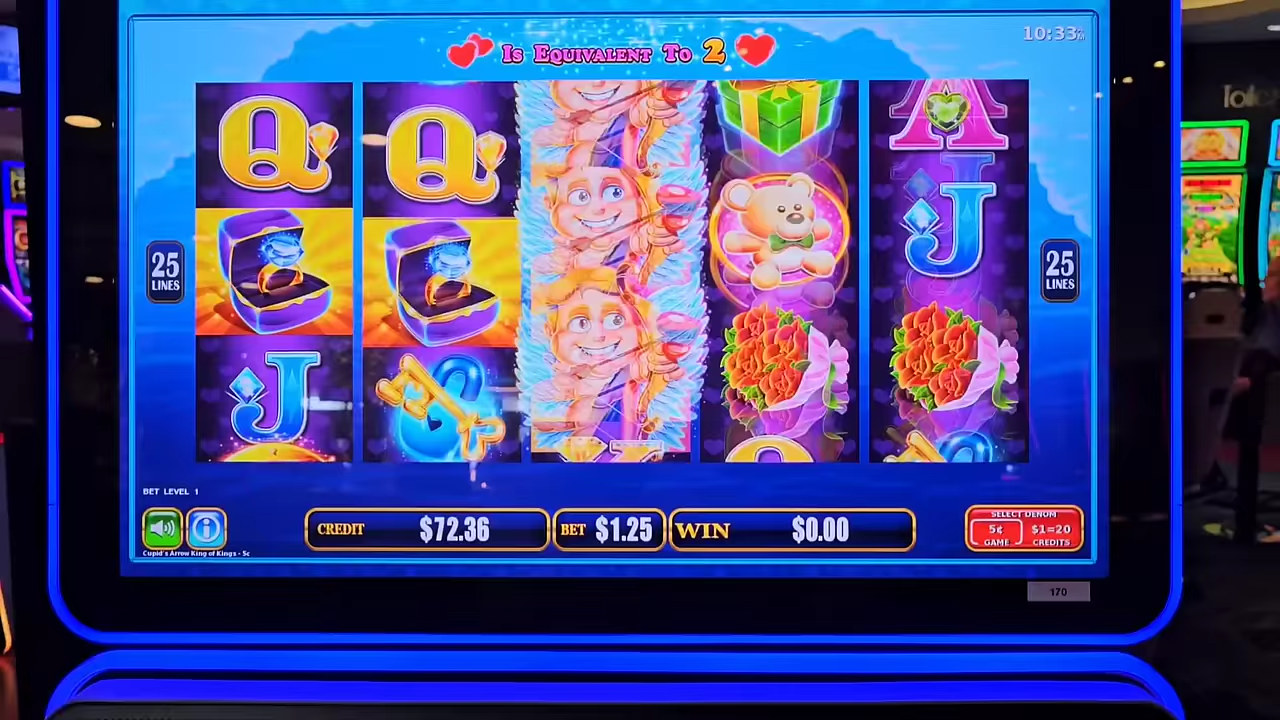 10:33
Is Equivalent To 2
Q
Q
A
J
25
LINES
25
LINES
J
BET LEVEL 1
CREDIT $72.36
BET $1.25
WIN $0.00
SELECT DENOM
5¢ $1=20
GAME CREDITS
Cupid's Arrow King of Kings - 5c
170